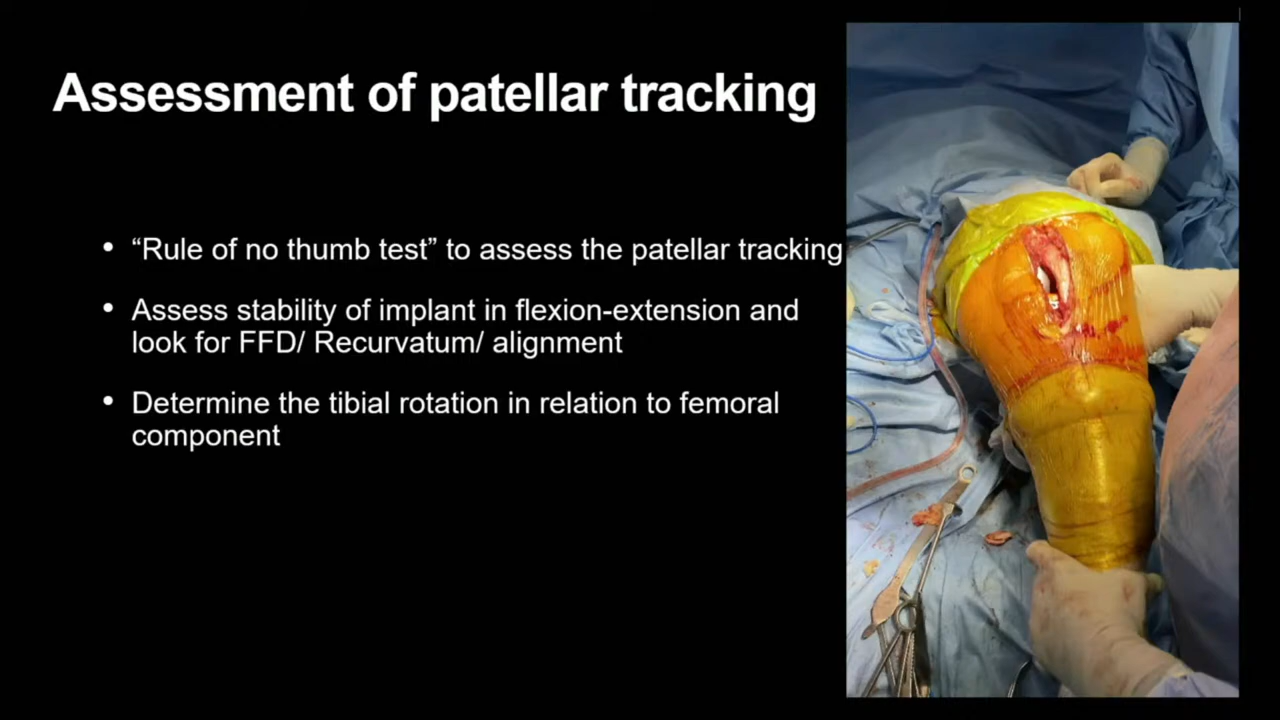 Assessment of patellar tracking
• “Rule of no thumb test” to assess the patellar tracking
• Assess stability of implant in flexion-extension and
look for FFD/ Recurvatum/ alignment
• Determine the tibial rotation in relation to femoral
component